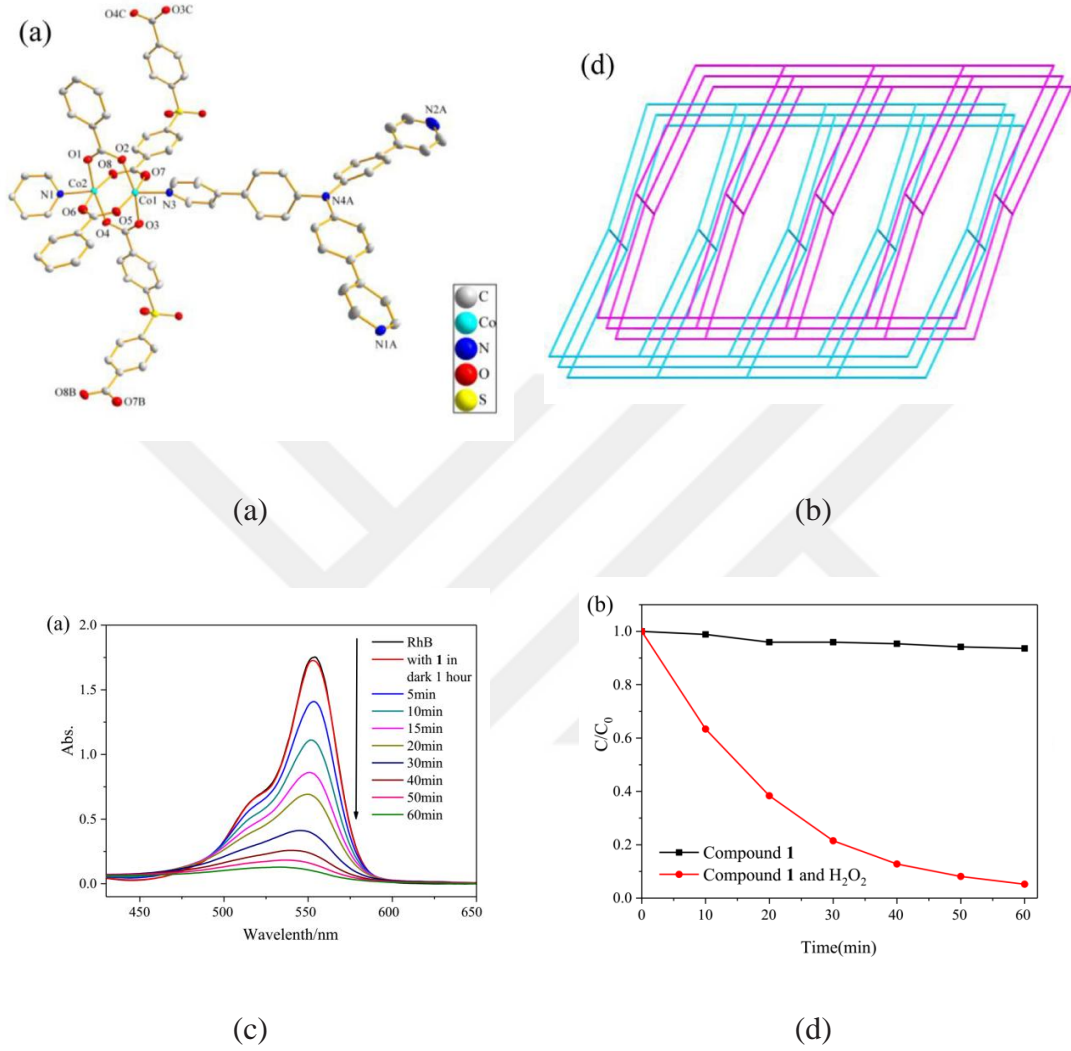 (a)
O4C O3C
N2A
O1 O2
O8
O7
N1 Co2
Co1 N3 N4A
O6 O5
O4 O3
C
Co
N
O
S
N1A
O8B O7B
(d)
(a)
(b)
(a)
2.0
1.5
1.0
0.5
0.0
Abs.
450 500 550 600 650
Wavelenth/nm
RhB
with 1 in
dark 1 hour
5min
10min
15min
20min
30min
40min
50min
60min
(b)
1.0
0.8
0.6
0.4
0.2
0.0
C/C₀
0 10 20 30 40 50 60
Time(min)
Compound 1
Compound 1 and H₂O₂
(c)
(d)